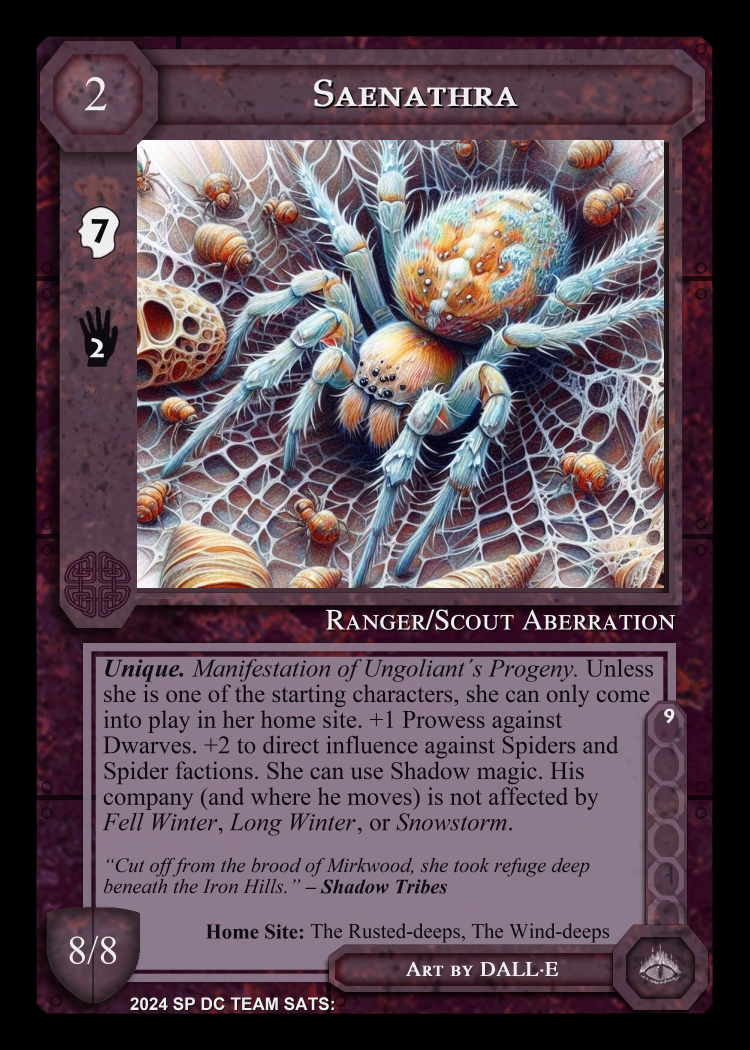 2
SAENATHRA
7
2
RANGER/SCOUT ABERRATION
Unique. Manifestation of Ungoliant´s Progeny. Unless
she is one of the starting characters, she can only come
into play in her home site. +1 Prowess against
Dwarves. +2 to direct influence against Spiders and
Spider factions. She can use Shadow magic. His
company (and where he moves) is not affected by
Fell Winter, Long Winter, or Snowstorm.
9
“Cut off from the brood of Mirkwood, she took refuge deep
beneath the Iron Hills.” – Shadow Tribes
Home Site: The Rusted-deeps, The Wind-deeps
8/8
ART BY DALL·E
2024 SP DC TEAM SATS: